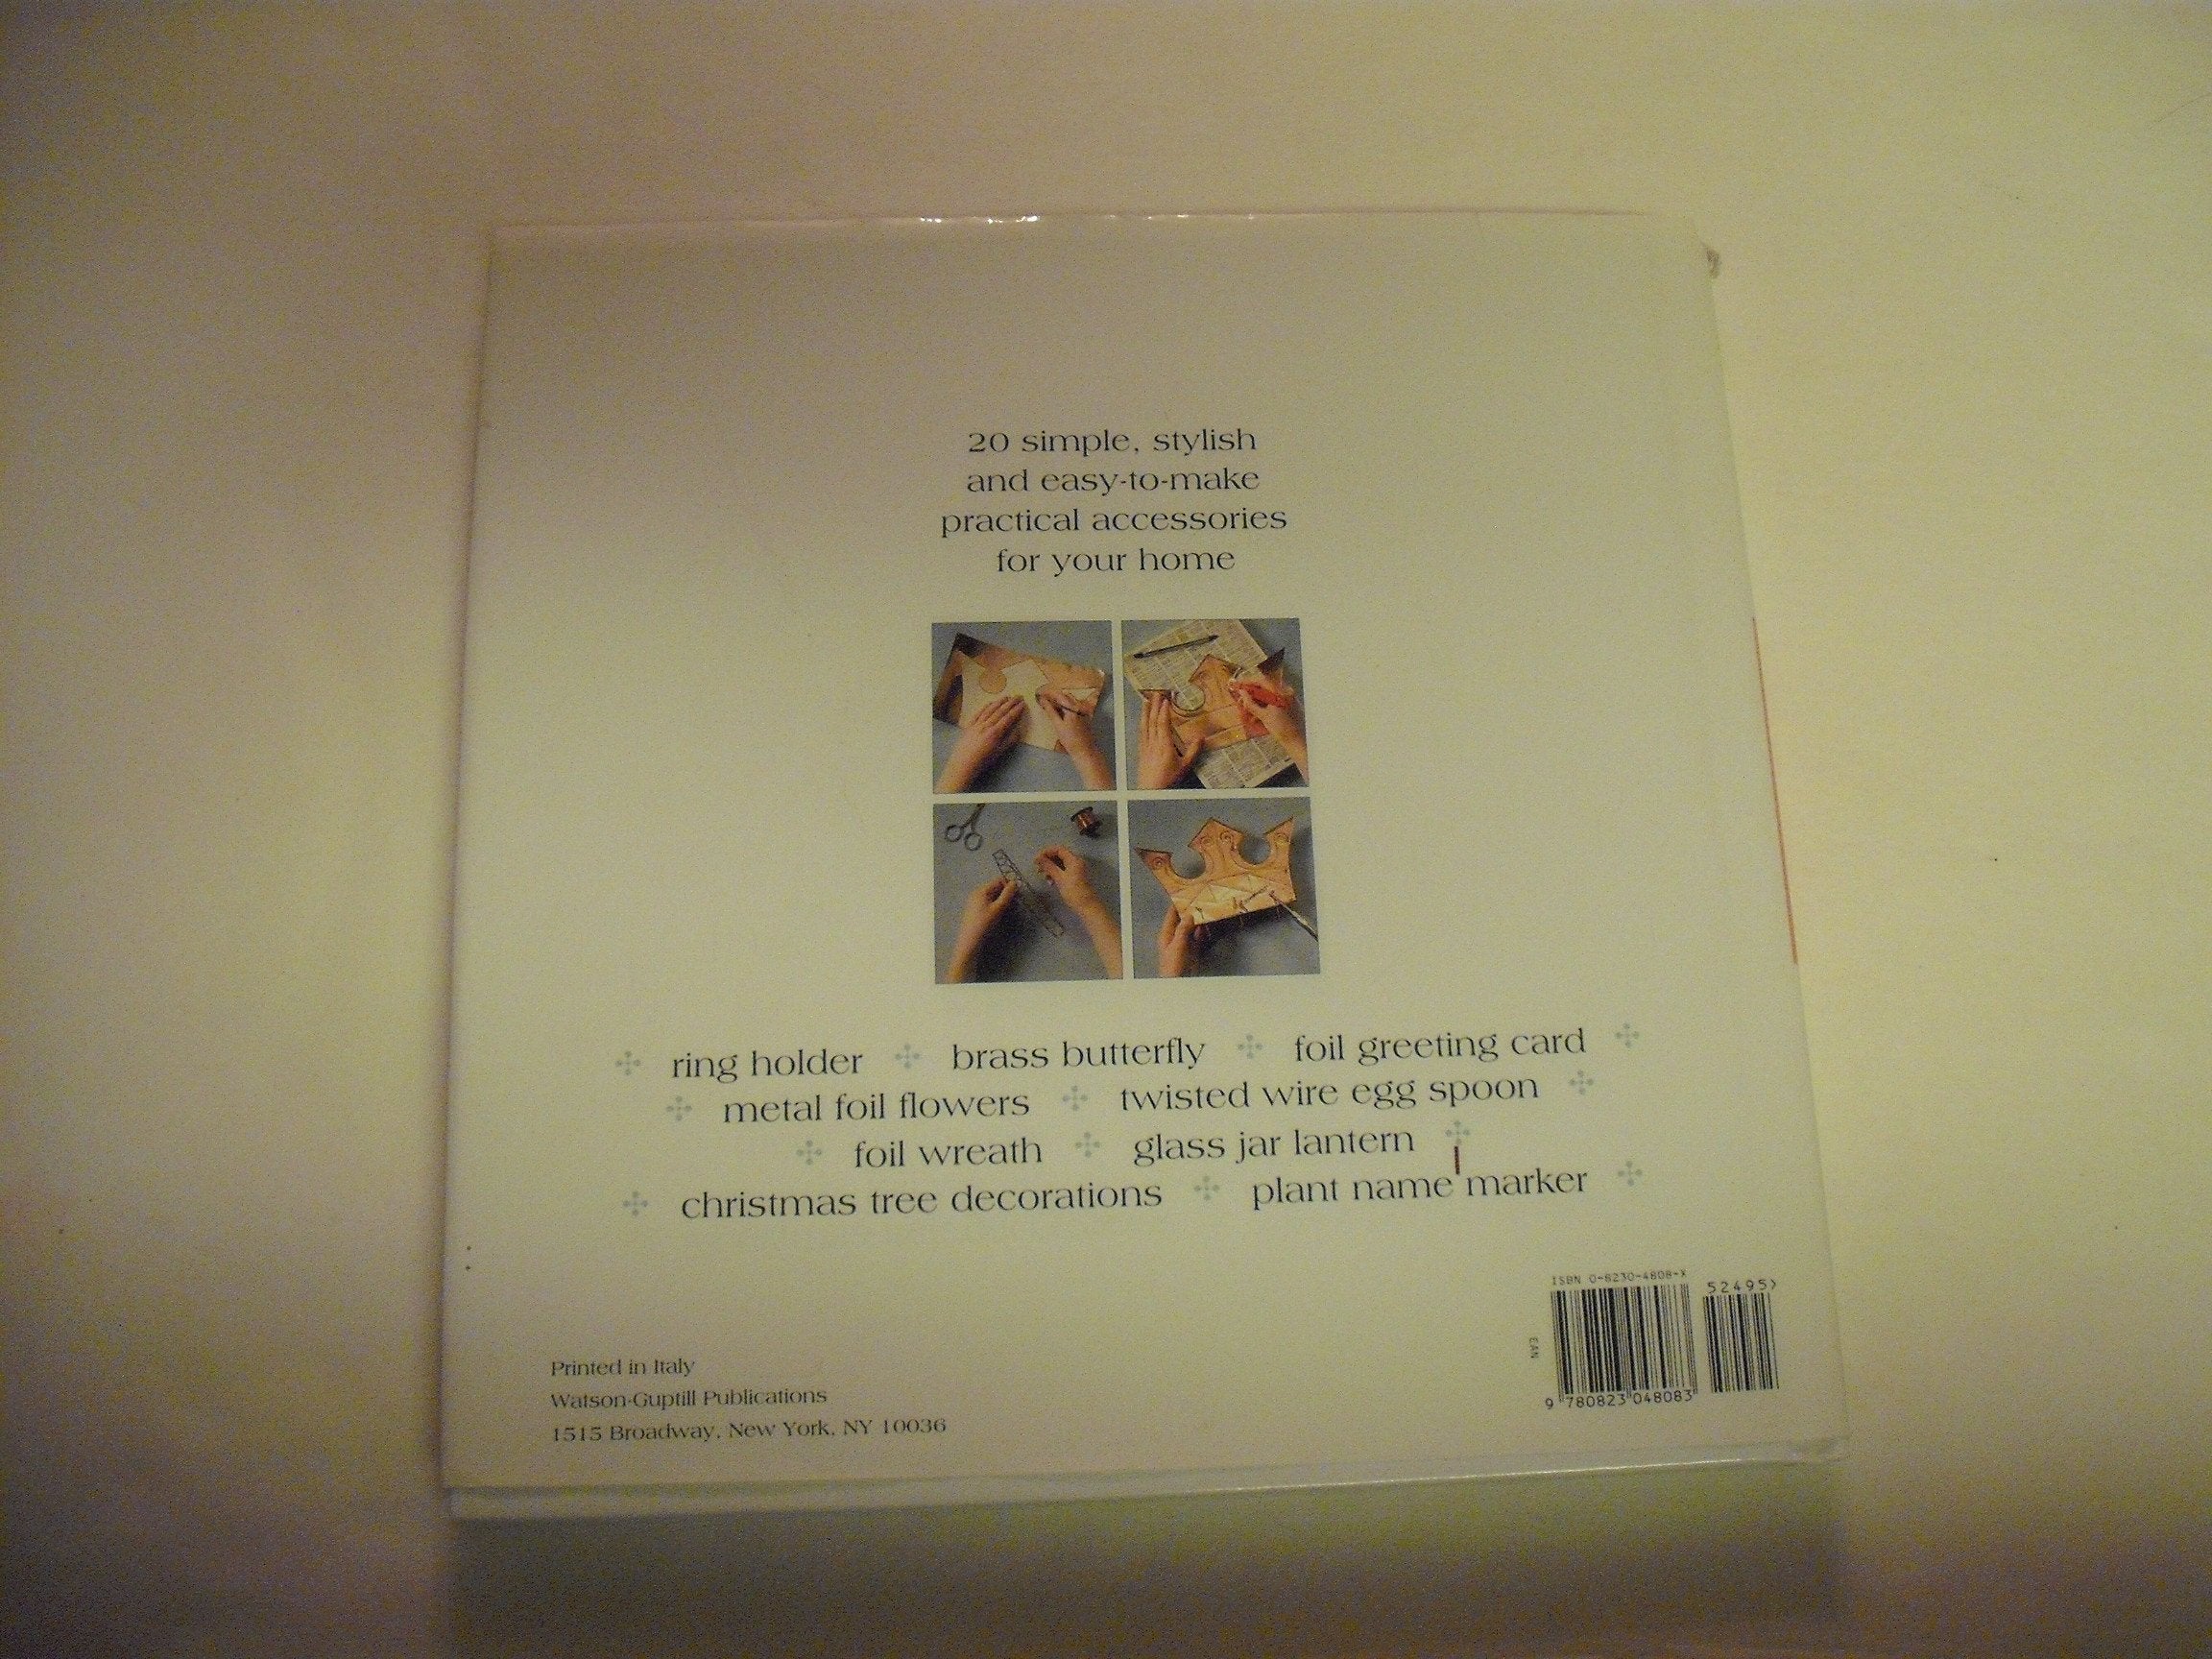 20 simple, stylish
and easy-to-make
practical accessories
for your home
ring holder brass butterfly foil greeting card
metal foil flowers twisted wire egg spoon
foil wreath glass jar lantern
christmas tree decorations plant name marker
ISBN 0-8230-4808-X
52495>
EAN
9 780823 048083
Printed in Italy
Watson-Guptill Publications
1515 Broadway, New York, NY 10036